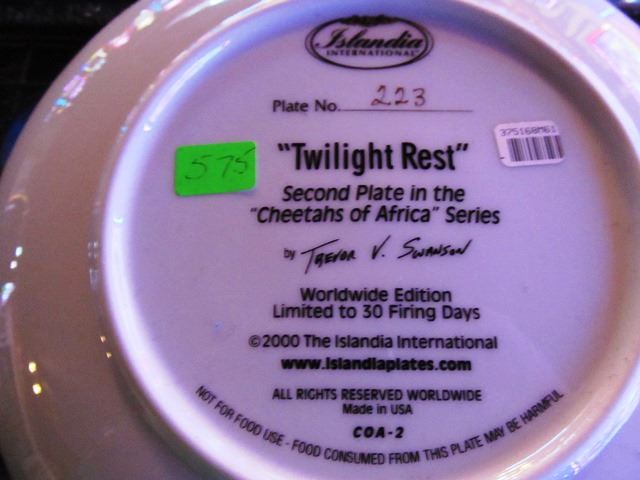 Islandia
INTERNATIONAL
Plate No. 223
375168M61
575
"Twilight Rest"
Second Plate in the
"Cheetahs of Africa" Series
by Trevor V. Swanson
Worldwide Edition
Limited to 30 Firing Days
©2000 The Islandia International
www.Islandiaplates.com
ALL RIGHTS RESERVED WORLDWIDE
Made in USA
COA-2
NOT FOR FOOD USE - FOOD CONSUMED FROM THIS PLATE MAY BE HARMFUL